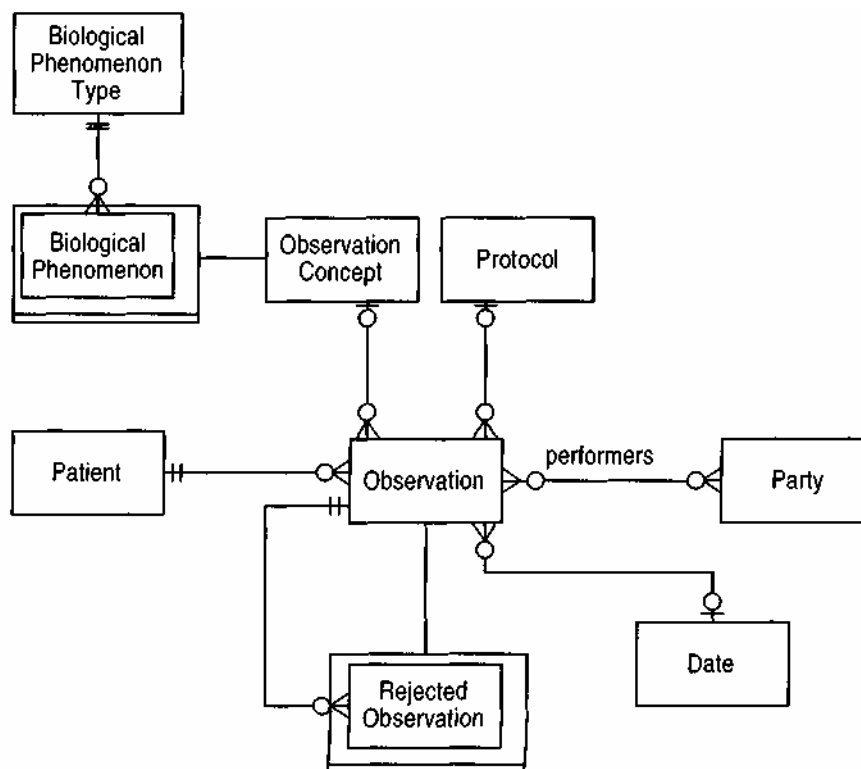 Biological
Phenomenon
Type
Biological
Phenomenon
Observation
Concept
Protocol
Patient
Observation
performers
Party
Date
Rejected
Observation